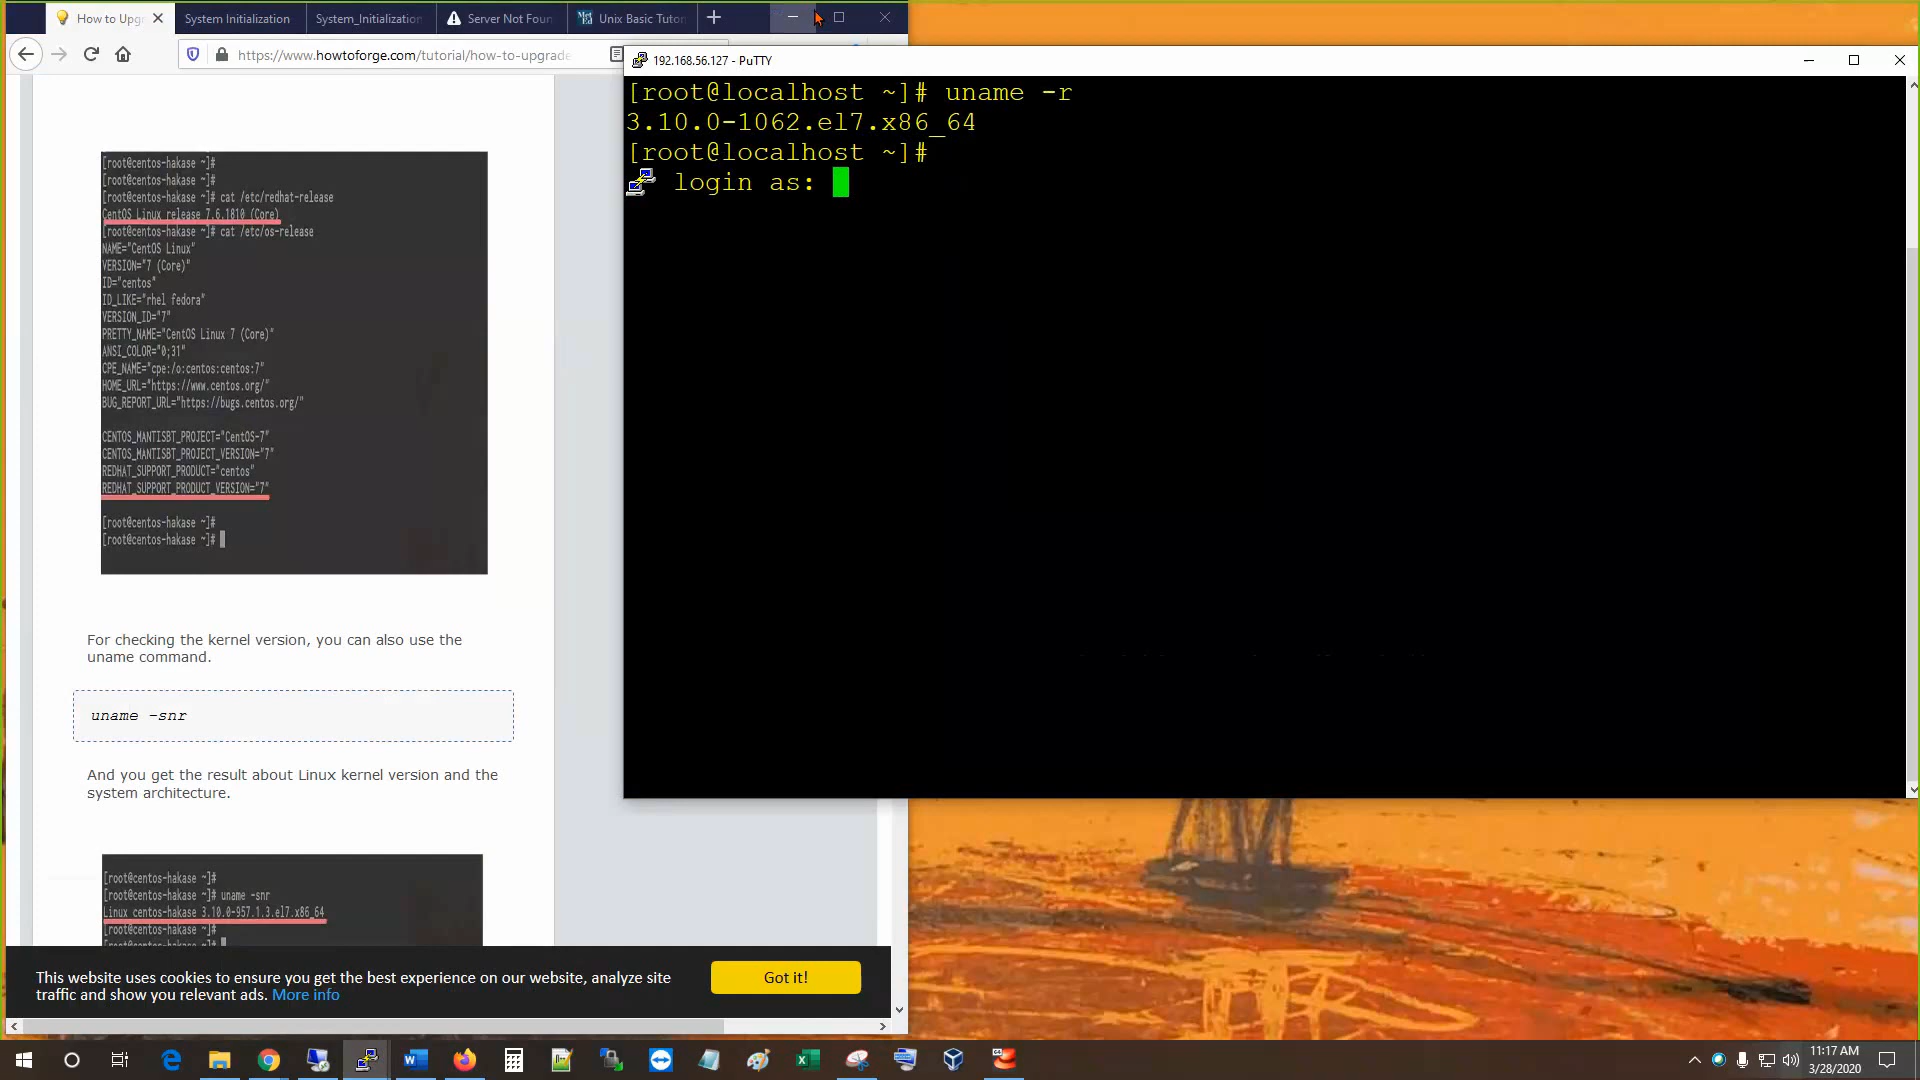 How to Upg
System Initialization
System_Initialization
Server Not Foun
Unix Basic Tutor
https://www.howtoforge.com/tutorial/how-to-upgrade
[root@centos-hakase ~]#
[root@centos-hakase ~]#
[root@centos-hakase ~]# cat /etc/redhat-release
CentOS Linux release 7.6.1810 (Core)
[root@centos-hakase ~]# cat /etc/os-release
NAME="CentOS Linux"
VERSION="7 (Core)"
ID="centos"
ID_LIKE="rhel fedora"
VERSION_ID="7"
PRETTY_NAME="CentOS Linux 7 (Core)"
ANSI_COLOR="0;31"
CPE_NAME="cpe:/o:centos:centos:7"
HOME_URL="https://www.centos.org/"
BUG_REPORT_URL="https://bugs.centos.org/"
CENTOS_MANTISBT_PROJECT="CentOS-7"
CENTOS_MANTISBT_PROJECT_VERSION="7"
REDHAT_SUPPORT_PRODUCT="centos"
REDHAT_SUPPORT_PRODUCT_VERSION="7"
[root@centos-hakase ~]#
[root@centos-hakase ~]#
For checking the kernel version, you can also use the
uname command.
uname -snr
And you get the result about Linux kernel version and the
system architecture.
[root@centos-hakase ~]#
[root@centos-hakase ~]# uname -snr
Linux centos-hakase 3.10.0-957.1.3.el7.x86_64
[root@centos-hakase ~]#
This website uses cookies to ensure you get the best experience on our website, analyze site
traffic and show you relevant ads. More info
Got it!
192.168.56.127 - PuTTY
[root@localhost ~]# uname -r
3.10.0-1062.el7.x86_64
[root@localhost ~]#
login as:
11:17 AM
3/28/2020